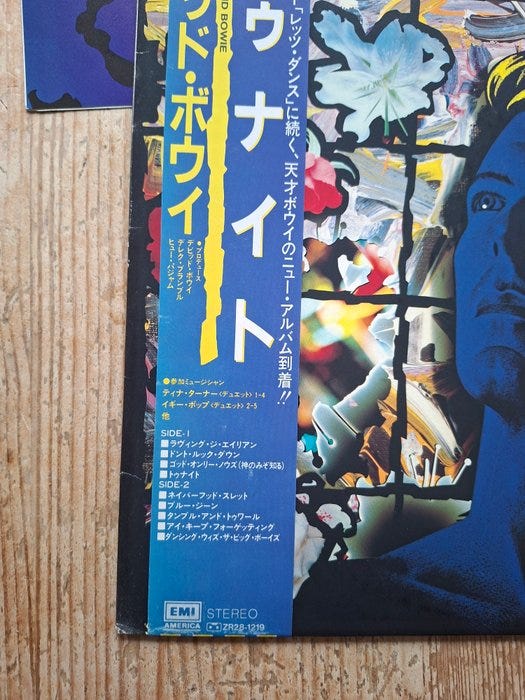 「レッツ・ダンス」に続く、天才ボウイのニュー・アルバム到着!!
ゥナイト
ID BOWIE
ッド・ボウイ
●プロデュース
デビッド・ボウイ
デレク・ブランブル
ヒュー・パジャム
●参加ミュージシャン
ティナ・ターナー〈デュエット〉1-4
イギー・ポップ〈デュエット〉2-5
他
SIDE-1
■ラヴィング・ジ・エイリアン
■ドント・ルック・ダウン
■ゴッド・オンリー・ノウズ(神のみぞ知る)
■トゥナイト
SIDE-2
■ネイバーフッド・スレット
■ブルー・ジーン
■タンブル・アンド・トゥワール
■アイ・キープ・フォーゲッティング
■ダンシング・ウィズ・ザ・ビッグ・ボーイズ
EMI
AMERICA
STEREO
ZR28-1219